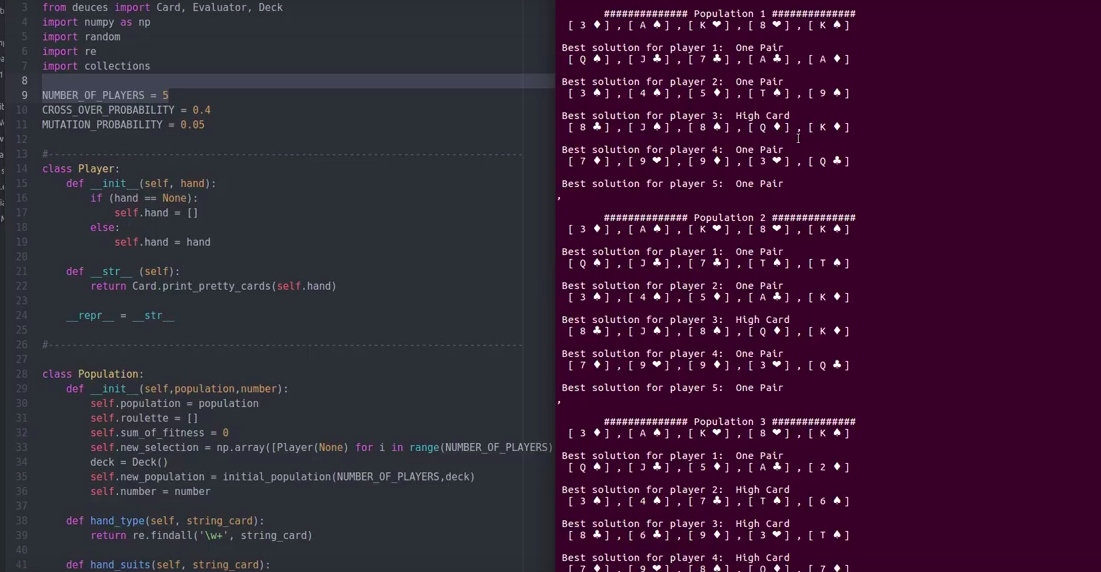 3 from deuces import Card, Evaluator, Deck
4 import numpy as np
5 import random
6 import re
7 import collections
8
9 NUMBER_OF_PLAYERS = 5
10 CROSS_OVER_PROBABILITY = 0.4
11 MUTATION_PROBABILITY = 0.05
12
13 #-------------------------------------------------------------------------------
14 class Player:
15 def __init__(self, hand):
16 if (hand == None):
17 self.hand = []
18 else:
19 self.hand = hand
20
21 def __str__ (self):
22 return Card.print_pretty_cards(self.hand)
23
24 __repr__ = __str__
25
26 #-------------------------------------------------------------------------------
27
28 class Population:
29 def __init__(self,population,number):
30 self.population = population
31 self.roulette = []
32 self.sum_of_fitness = 0
33 self.new_selection = np.array([Player(None) for i in range(NUMBER_OF_PLAYERS)
34 deck = Deck()
35 self.new_population = initial_population(NUMBER_OF_PLAYERS,deck)
36 self.number = number
37
38 def hand_type(self, string_card):
39 return re.findall('\w+', string_card)
40
41 def hand_suits(self, string_card):
############## Population 1 ##############
[ 3 ♦ ] , [ A ♠ ] , [ K ❤ ] , [ 8 ❤ ] , [ K ♠ ]
Best solution for player 1: One Pair
[ Q ♠ ] , [ J ♣ ] , [ 7 ♣ ] , [ A ♣ ] , [ A ♦ ]
Best solution for player 2: One Pair
[ 3 ♠ ] , [ 4 ♠ ] , [ 5 ♦ ] , [ T ♠ ] , [ 9 ♠ ]
Best solution for player 3: High Card
[ 8 ♣ ] , [ J ♠ ] , [ 8 ♠ ] , [ Q ♦ ] , [ K ♦ ]
Best solution for player 4: One Pair
[ 7 ♦ ] , [ 9 ❤ ] , [ 9 ♦ ] , [ 3 ❤ ] , [ Q ♣ ]
Best solution for player 5: One Pair
,
############## Population 2 ##############
[ 3 ♦ ] , [ A ♠ ] , [ K ❤ ] , [ 8 ❤ ] , [ K ♠ ]
Best solution for player 1: One Pair
[ Q ♠ ] , [ J ♣ ] , [ 7 ♣ ] , [ T ♠ ] , [ T ♠ ]
Best solution for player 2: One Pair
[ 3 ♠ ] , [ 4 ♠ ] , [ 5 ♦ ] , [ A ♣ ] , [ K ♦ ]
Best solution for player 3: High Card
[ 8 ♣ ] , [ J ♠ ] , [ 8 ♠ ] , [ Q ♦ ] , [ K ♦ ]
Best solution for player 4: One Pair
[ 7 ♦ ] , [ 9 ❤ ] , [ 9 ♦ ] , [ 3 ❤ ] , [ Q ♣ ]
Best solution for player 5: One Pair
,
############## Population 3 ##############
[ 3 ♦ ] , [ A ♠ ] , [ K ❤ ] , [ 8 ❤ ] , [ K ♠ ]
Best solution for player 1: One Pair
[ Q ♠ ] , [ J ♣ ] , [ 5 ♦ ] , [ A ♣ ] , [ 2 ♦ ]
Best solution for player 2: High Card
[ 3 ♠ ] , [ 4 ♠ ] , [ 7 ♣ ] , [ T ♠ ] , [ 6 ♠ ]
Best solution for player 3: High Card
[ 8 ♣ ] , [ 6 ♣ ] , [ 9 ♦ ] , [ 3 ❤ ] , [ T ♠ ]
Best solution for player 4: High Card
[ 7 ♦ ] , [ 9 ❤ ] , [ 8 ♠ ] , [ Q ♦ ] , [ 7 ♦ ]